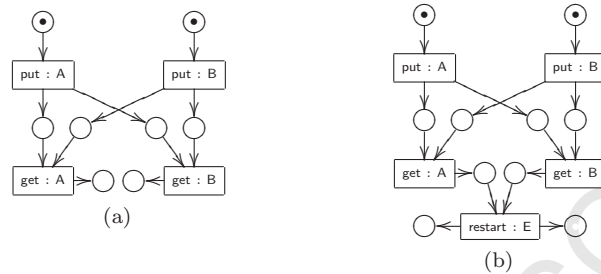 put : A
put : B
get : A
get : B
(a)
put : A
put : B
get : A
get : B
restart : E
(b)